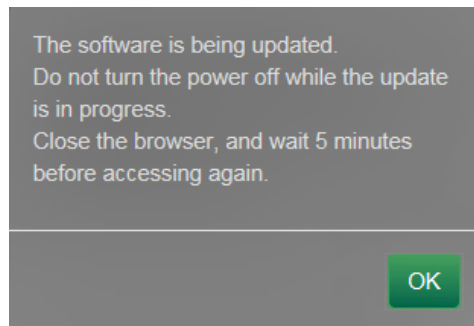 The software is being updated.
Do not turn the power off while the update
is in progress.
Close the browser, and wait 5 minutes
before accessing again.
OK